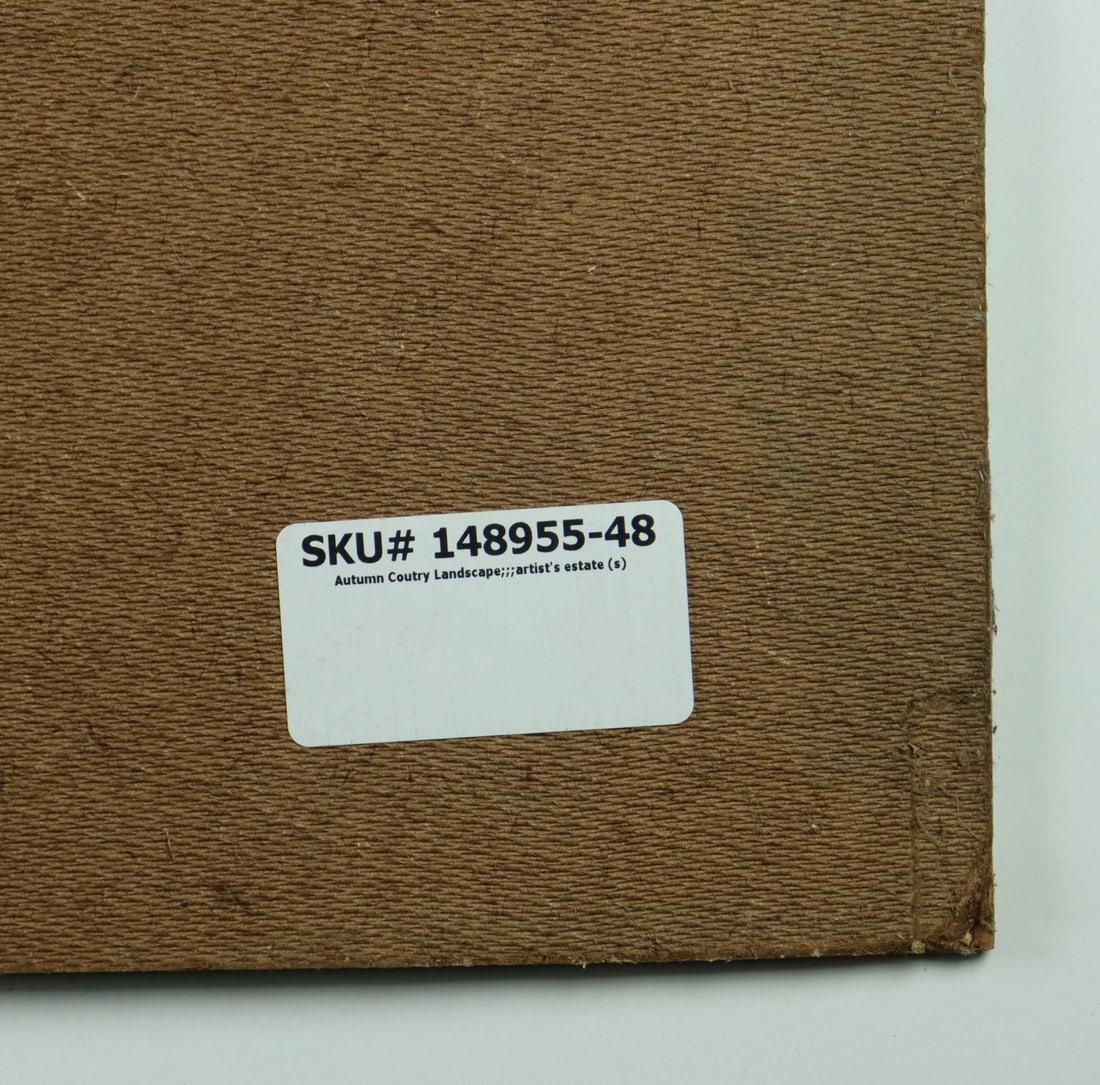 SKU# 148955-48
Autumn Coutry Landscape;;;artist's estate (s)